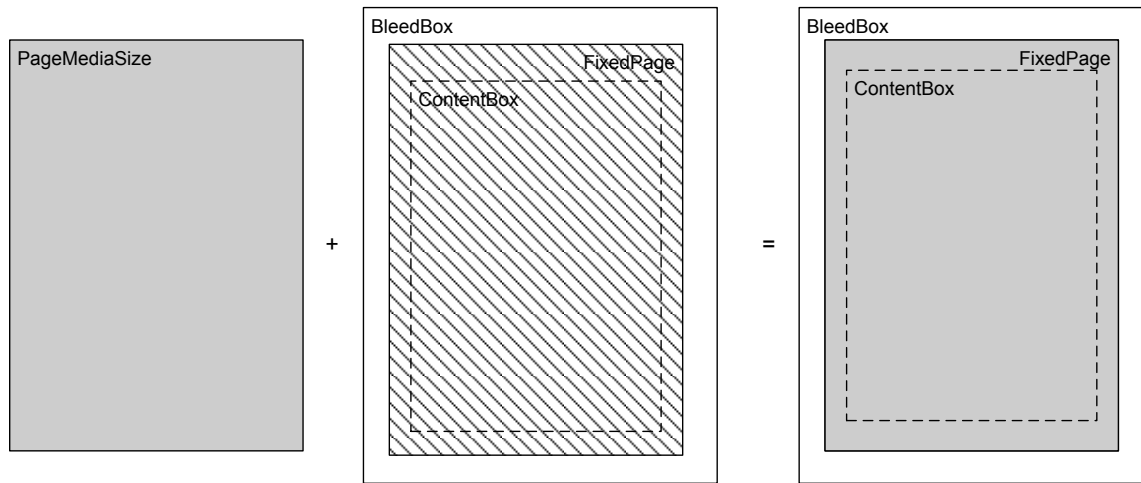 PageMediaSize
+
BleedBox
FixedPage
ContentBox
=
BleedBox
FixedPage
ContentBox